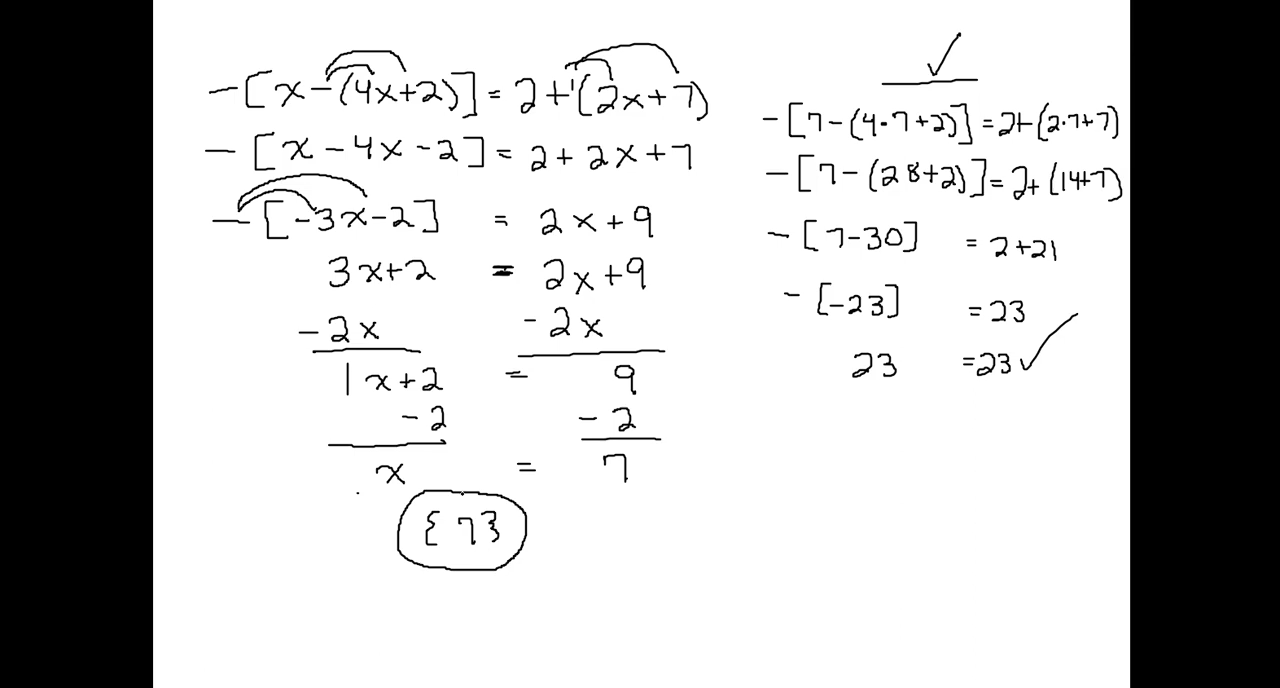 -[x-(4x+2)]=2+1(2x+7)
-[x-4x-2]=2+2x+7
-[-3x-2] = 2x+9
3x+2 = 2x+9
-2x -2x
1x+2 = 9
-2 -2
x = 7
{7}
✓
-[7-(4·7+2)]=2+(2·7+7)
-[7-(28+2)]=2+(14+7)
-[7-30] =2+21
-[-23] =23
23 =23✓